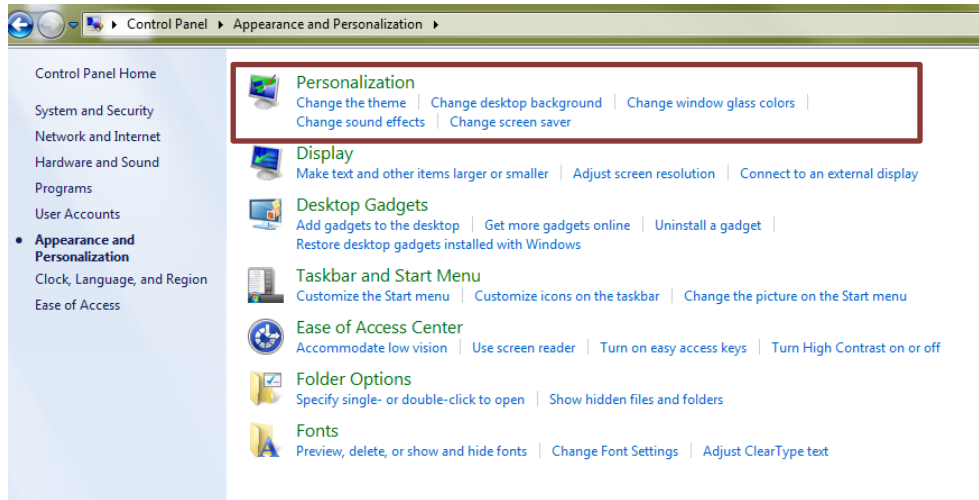 Control Panel Appearance and Personalization
Control Panel Home
System and Security
Network and Internet
Hardware and Sound
Programs
User Accounts
Appearance and
Personalization
Clock, Language, and Region
Ease of Access
Personalization
Change the theme Change desktop background Change window glass colors
Change sound effects Change screen saver
Display
Make text and other items larger or smaller Adjust screen resolution Connect to an external display
Desktop Gadgets
Add gadgets to the desktop Get more gadgets online Uninstall a gadget
Restore desktop gadgets installed with Windows
Taskbar and Start Menu
Customize the Start menu Customize icons on the taskbar Change the picture on the Start menu
Ease of Access Center
Accommodate low vision Use screen reader Turn on easy access keys Turn High Contrast on or off
Folder Options
Specify single- or double-click to open Show hidden files and folders
Fonts
Preview, delete, or show and hide fonts Change Font Settings Adjust ClearType text